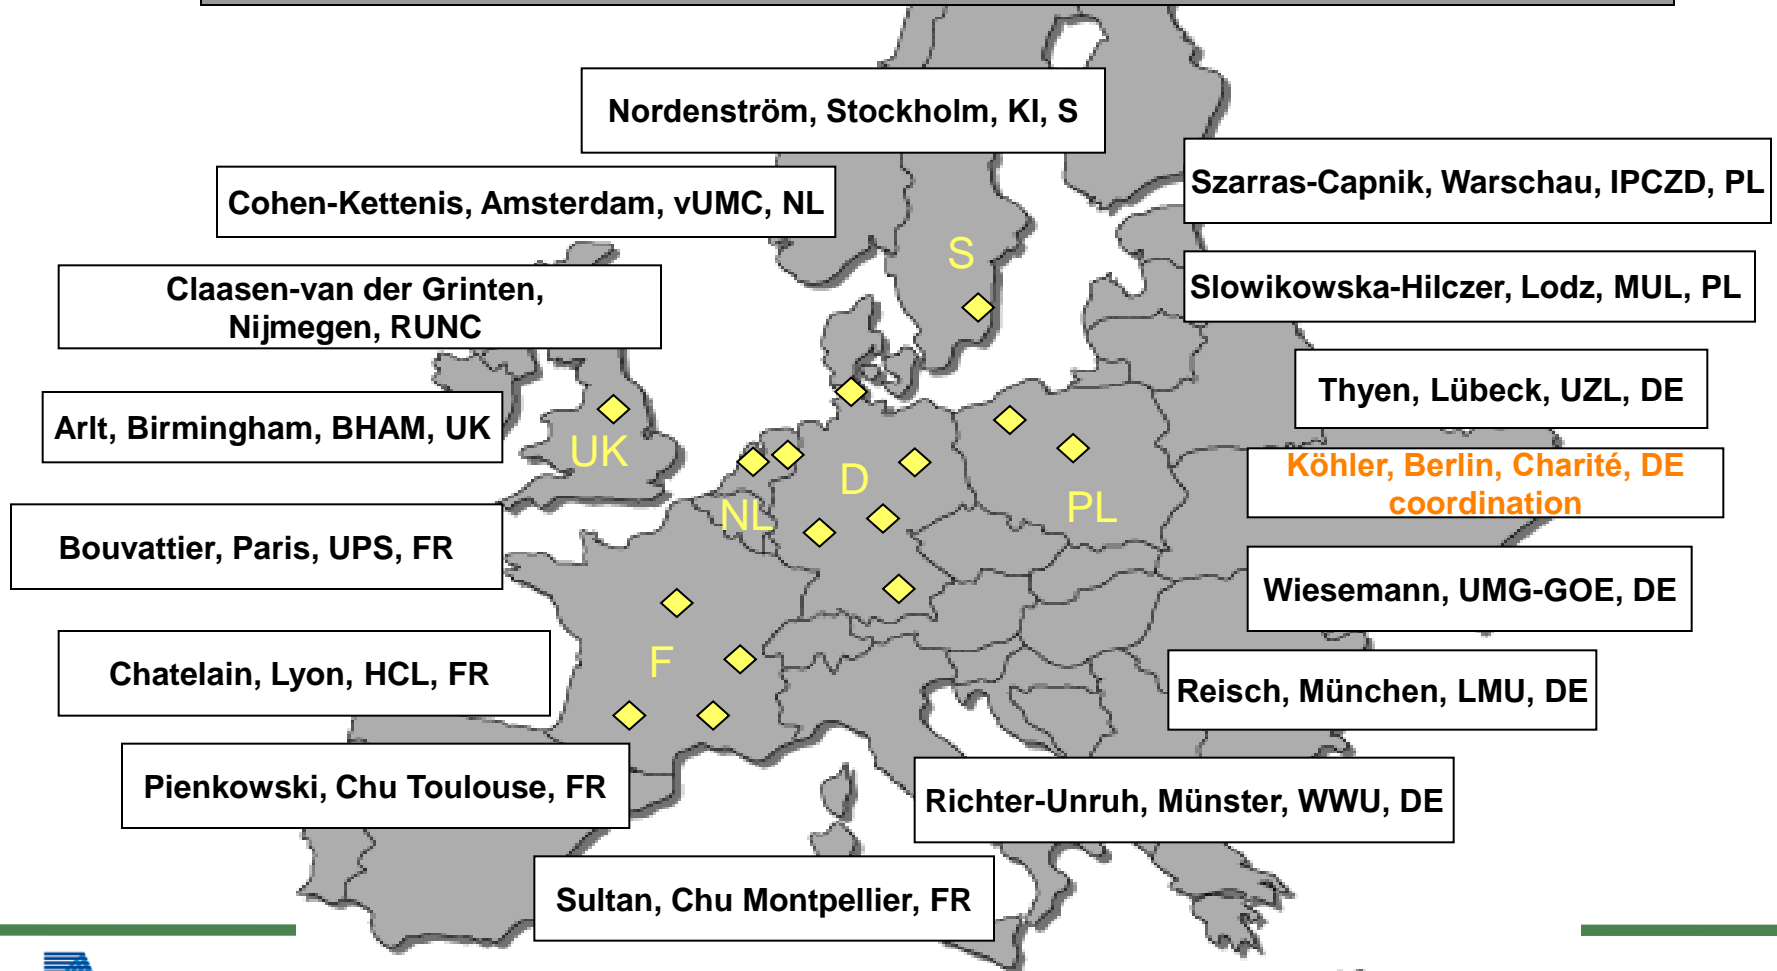 Nordenström, Stockholm, KI, S
Cohen-Kettenis, Amsterdam, vUMC, NL
Szarras-Capnik, Warschau, IPCZD, PL
S
Claasen-van der Grinten,
Nijmegen, RUNC
Slowikowska-Hilczer, Lodz, MUL, PL
Thyen, Lübeck, UZL, DE
Arlt, Birmingham, BHAM, UK
UK
D
Köhler, Berlin, Charité, DE
coordination
NL
PL
Bouvattier, Paris, UPS, FR
Wiesemann, UMG-GOE, DE
Chatelain, Lyon, HCL, FR
F
Reisch, München, LMU, DE
Pienkowski, Chu Toulouse, FR
Richter-Unruh, Münster, WWU, DE
Sultan, Chu Montpellier, FR